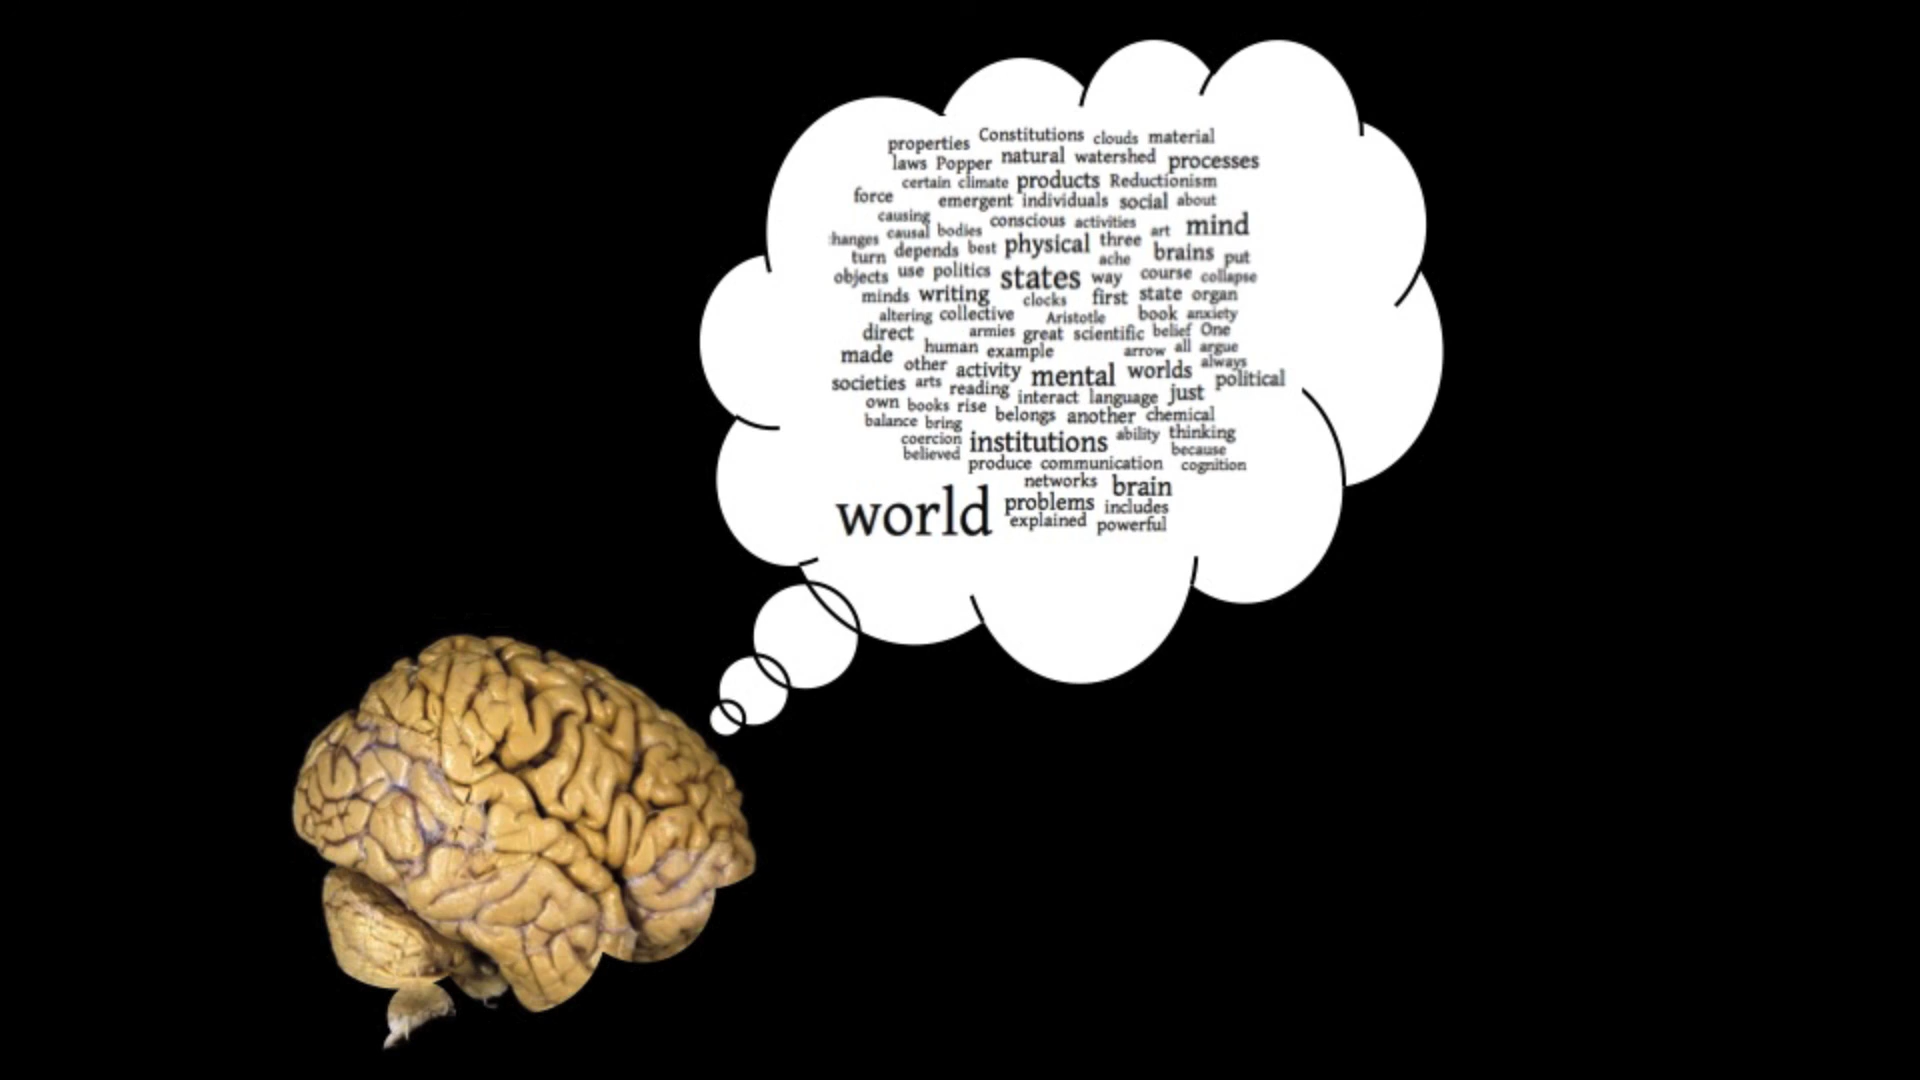 properties Constitutions clouds material
laws Popper natural watershed processes
certain climate products Reductionism
force emergent individuals social about
causing conscious activities art mind
hanges causal bodies physical three
turn depends best ache brains put
objects use politics states way course collapse
minds writing clocks first state organ
altering collective Aristotle book anxiety
direct armies great scientific belief One
made human example arrow all argue
other activity mental worlds always
societies arts reading political
own books rise interact language just
balance bring belongs another chemical
coercion institutions ability thinking
believed because
produce communication cognition
networks brain
world problems includes
explained powerful